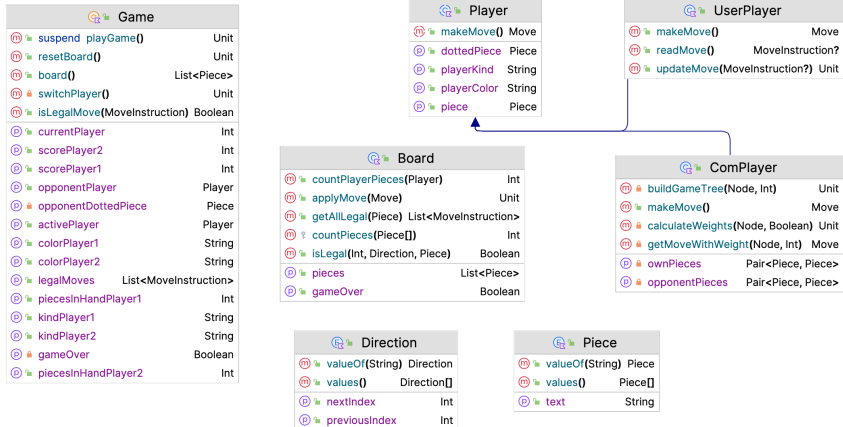 Game
suspend playGame() Unit
resetBoard() Unit
board() List<Piece>
switchPlayer() Unit
isLegalMove(MoveInstruction) Boolean
currentPlayer Int
scorePlayer2 Int
scorePlayer1 Int
opponentPlayer Player
opponentDottedPiece Piece
activePlayer Player
colorPlayer1 String
colorPlayer2 String
legalMoves List<MoveInstruction>
piecesInHandPlayer1 Int
kindPlayer1 String
kindPlayer2 String
gameOver Boolean
piecesInHandPlayer2 Int
Player
makeMove() Move
dottedPiece Piece
playerKind String
playerColor String
piece Piece
UserPlayer
makeMove() Move
readMove() MoveInstruction?
updateMove(MoveInstruction?) Unit
Board
countPlayerPieces(Player) Int
applyMove(Move) Unit
getAllLegal(Piece) List<MoveInstruction>
countPieces(Piece[]) Int
isLegal(Int, Direction, Piece) Boolean
pieces List<Piece>
gameOver Boolean
ComPlayer
buildGameTree(Node, Int) Unit
makeMove() Move
calculateWeights(Node, Boolean) Unit
getMoveWithWeight(Node, Int) Move
ownPieces Pair<Piece, Piece>
opponentPieces Pair<Piece, Piece>
Direction
valueOf(String) Direction
values() Direction[]
nextIndex Int
previousIndex Int
Piece
valueOf(String) Piece
values() Piece[]
text String